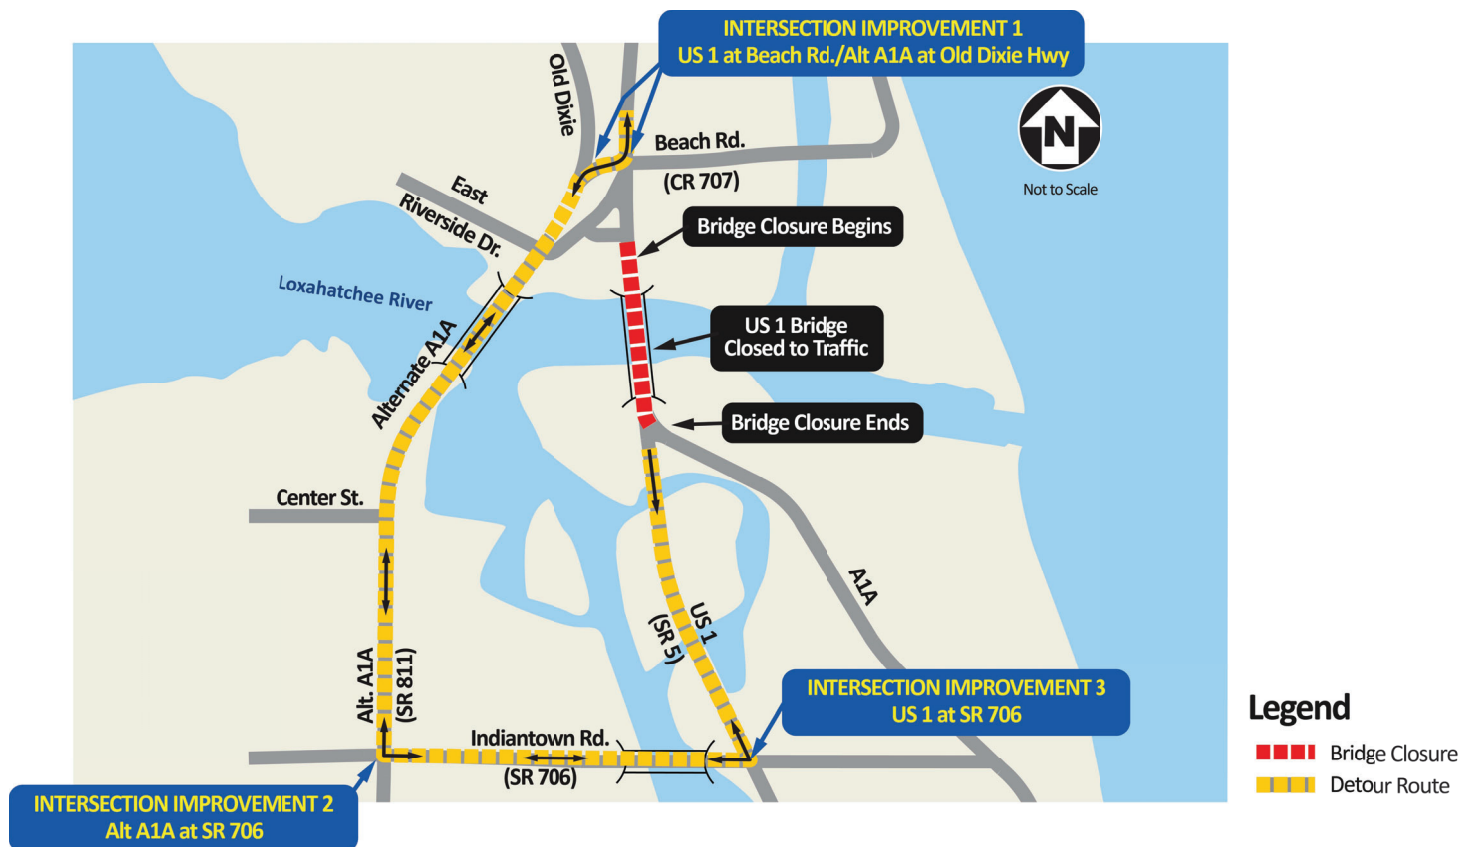 INTERSECTION IMPROVEMENT 1
US 1 at Beach Rd./Alt A1A at Old Dixie Hwy
Old Dixie
Beach Rd.
(CR 707)
N
Not to Scale
East
Riverside Dr.
Bridge Closure Begins
Loxahatchee River
US 1 Bridge
Closed to Traffic
Alternate A1A
Bridge Closure Ends
Center St.
A1A
US 1
(SR 5)
Alt. A1A
(SR 811)
INTERSECTION IMPROVEMENT 3
US 1 at SR 706
Indiantown Rd.
(SR 706)
INTERSECTION IMPROVEMENT 2
Alt A1A at SR 706
Legend
Bridge Closure
Detour Route